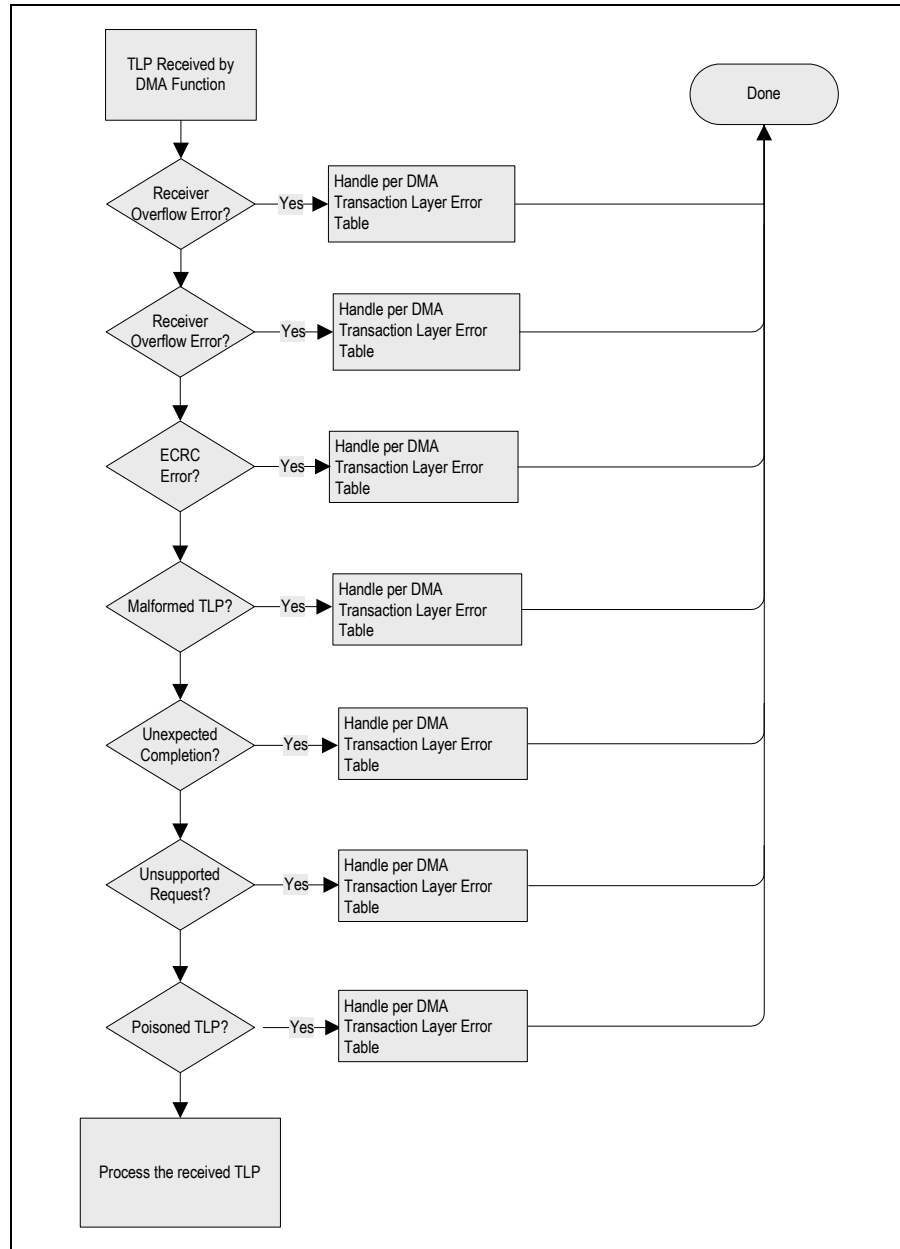 TLP Received by
DMA Function
Done
Receiver
Overflow Error?
Yes
Handle per DMA
Transaction Layer Error
Table
Receiver
Overflow Error?
Yes
Handle per DMA
Transaction Layer Error
Table
ECRC
Error?
Yes
Handle per DMA
Transaction Layer Error
Table
Malformed TLP?
Yes
Handle per DMA
Transaction Layer Error
Table
Unexpected
Completion?
Yes
Handle per DMA
Transaction Layer Error
Table
Unsupported
Request?
Yes
Handle per DMA
Transaction Layer Error
Table
Poisoned TLP?
Yes
Handle per DMA
Transaction Layer Error
Table
Process the received TLP